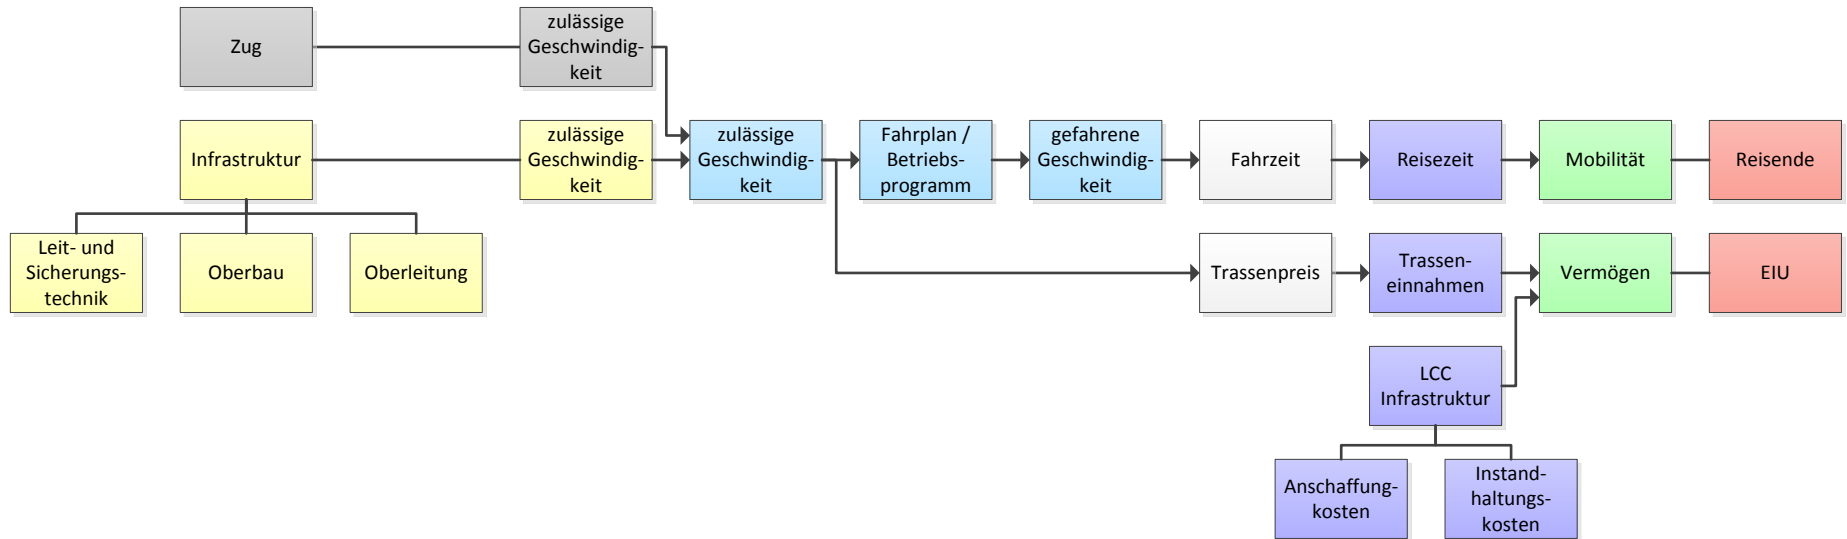 Zug
zulässige
Geschwindig-
keit
Infrastruktur
zulässige
Geschwindig-
keit
zulässige
Geschwindig-
keit
Fahrplan /
Betriebs-
programm
gefahrene
Geschwindig-
keit
Fahrzeit
Reisezeit
Mobilität
Reisende
Leit- und
Sicherungs-
technik
Oberbau
Oberleitung
Trassenpreis
Trassen-
einnahmen
Vermögen
EIU
LCC
Infrastruktur
Anschaffung-
kosten
Instand-
haltungs-
kosten